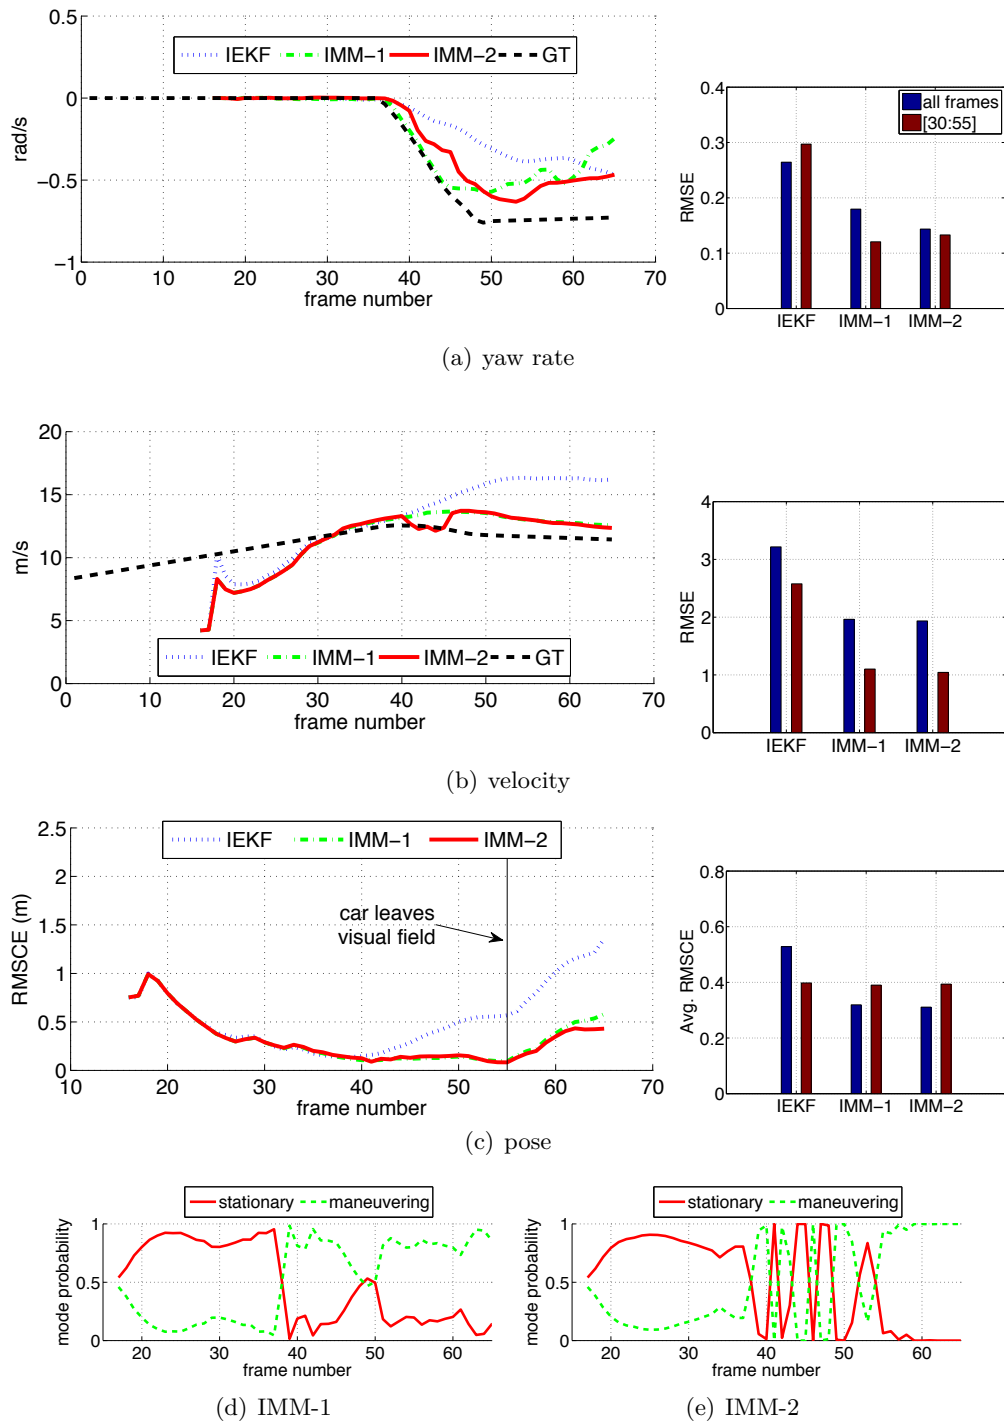 0.5
0
−0.5
−1
rad/s
IEKF IMM−1 IMM−2 GT
0 10 20 30 40 50 60 70
frame number
0.4
0.3
0.2
0.1
0
RMSE
all frames
[30:55]
IEKF IMM−1 IMM−2
(a) yaw rate
20
15
10
5
0
m/s
IEKF IMM−1 IMM−2 GT
0 10 20 30 40 50 60 70
frame number
4
3
2
1
0
RMSE
IEKF IMM−1 IMM−2
(b) velocity
2.5
2
1.5
1
0.5
0
RMSCE (m)
IEKF IMM−1 IMM−2
car leaves
visual field
10 20 30 40 50 60 70
frame number
0.8
0.6
0.4
0.2
0
Avg. RMSCE
IEKF IMM−1 IMM−2
(c) pose
stationary maneuvering
1
0.5
0
mode probability
20 30 40 50 60
frame number
(d) IMM-1
stationary maneuvering
1
0.5
0
mode probability
20 30 40 50 60
frame number
(e) IMM-2